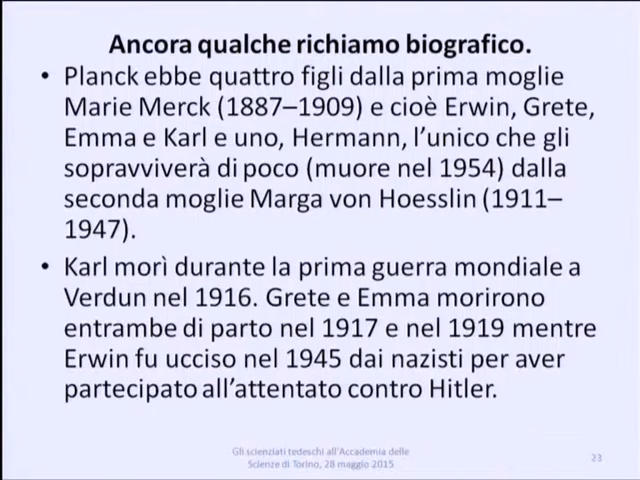 Ancora qualche richiamo biografico.
• Planck ebbe quattro figli dalla prima moglie
Marie Merck (1887–1909) e cioè Erwin, Grete,
Emma e Karl e uno, Hermann, l'unico che gli
sopravviverà di poco (muore nel 1954) dalla
seconda moglie Marga von Hoesslin (1911–
1947).
• Karl morì durante la prima guerra mondiale a
Verdun nel 1916. Grete e Emma morirono
entrambe di parto nel 1917 e nel 1919 mentre
Erwin fu ucciso nel 1945 dai nazisti per aver
partecipato all'attentato contro Hitler.
Gli scienziati tedeschi all'Accademia delle
Scienze di Torino, 28 maggio 2015
23